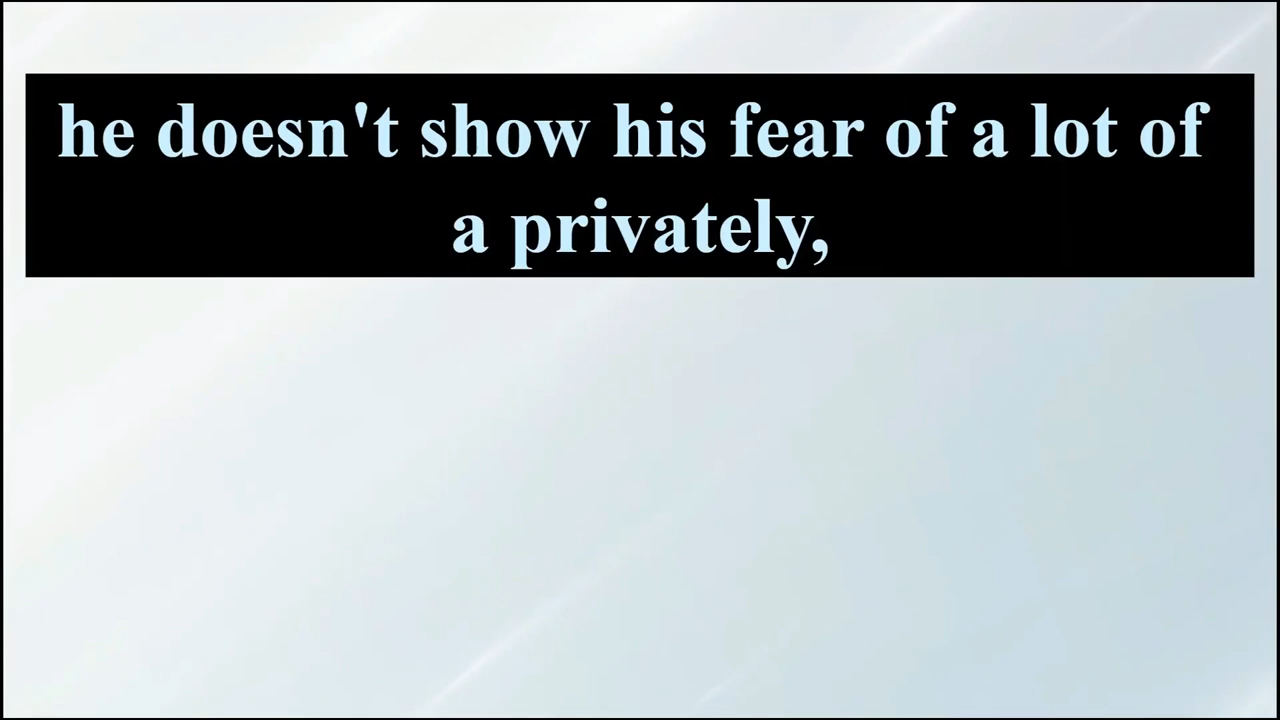 he doesn't show his fear of a lot of
a privately,